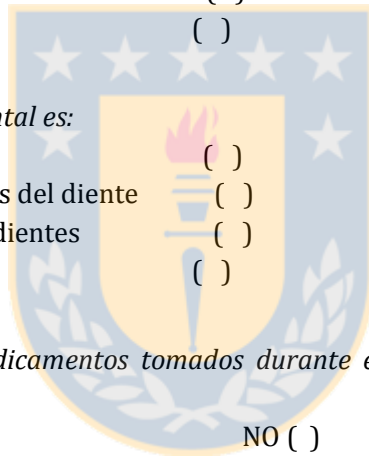 ( )
( )
ntal es:
( )
s del diente ( )
dientes ( )
( )
dicamentos tomados durante e
NO ( )